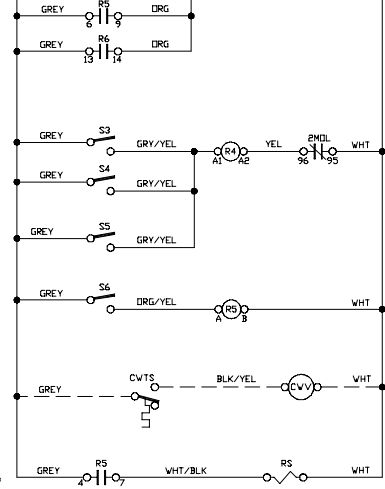 R5
GREY ORG
6 9
R6
GREY ORG
13 14
S3
GREY GRY/YEL R4 YEL 2MOL WHT
A1 A2 96 95
S4
GREY GRY/YEL
S5
GREY GRY/YEL
S6
GREY ORG/YEL R5 WHT
A B
CWTS BLK/YEL CWV WHT
GREY
R5
GREY WHT/BLK RS WHT
4 7